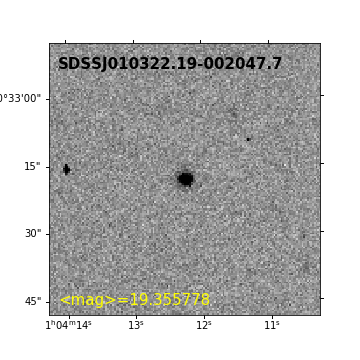 SDSSJ010322.19-002047.7
0°33'00"
15"
30"
45"
<mag>=19.355778
1ʰ04ᵐ14ˢ 13ˢ 12ˢ 11ˢ